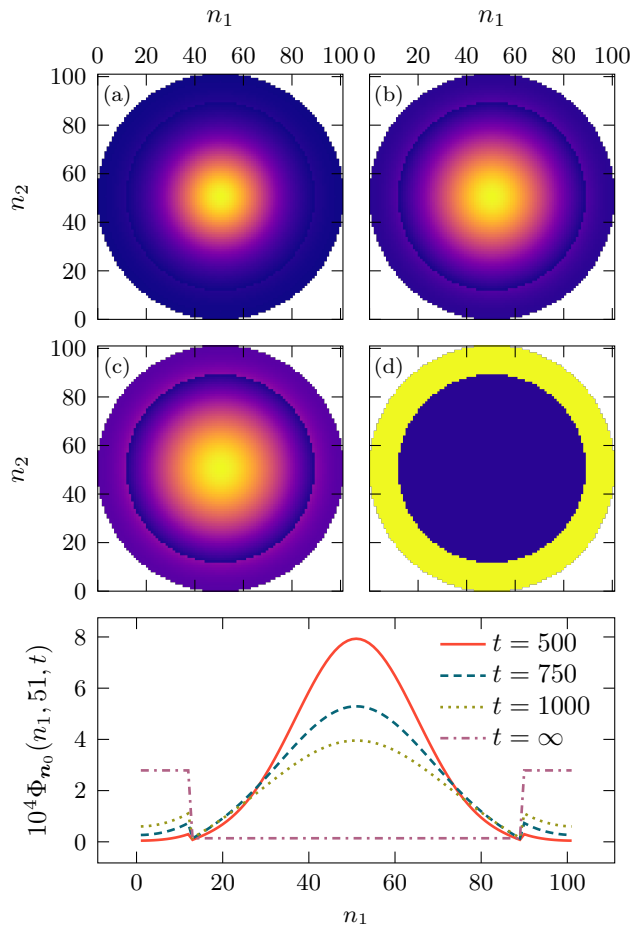 n₁ n₁
0 20 40 60 80 100 0 20 40 60 80 100
(a) (b)
100
80
60
40
20
0
n₂
(c) (d)
100
80
60
40
20
0
n₂
10⁴Φₙ₀(n₁, 51, t)
8
6
4
2
0
t = 500
t = 750
t = 1000
t = ∞
0 20 40 60 80 100
n₁